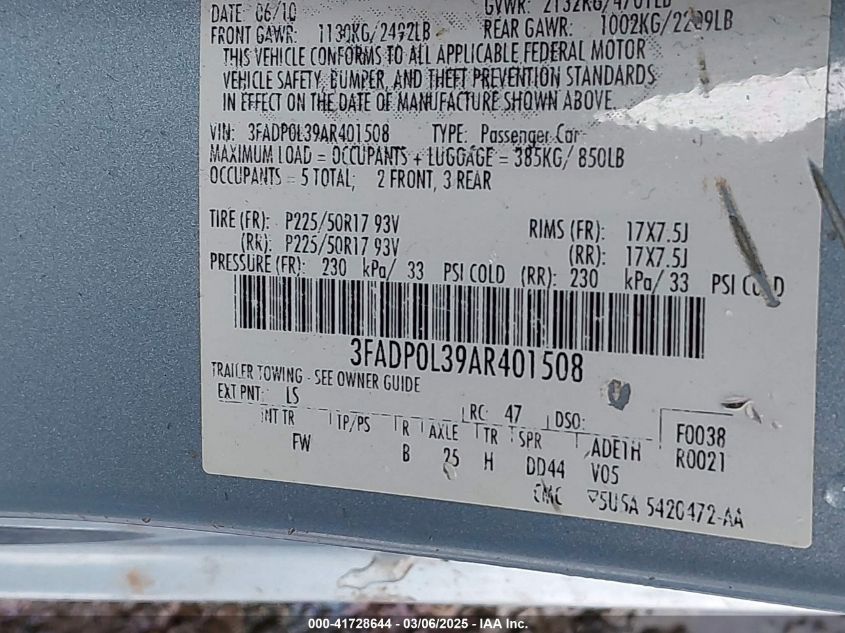 DATE: 06/10 GVWR: 2132KG/4701LB
FRONT GAWR: 1130KG/2492LB REAR GAWR: 1002KG/2209LB
THIS VEHICLE CONFORMS TO ALL APPLICABLE FEDERAL MOTOR
VEHICLE SAFETY, BUMPER, AND THEFT PREVENTION STANDARDS
IN EFFECT ON THE DATE OF MANUFACTURE SHOWN ABOVE.
VIN: 3FADP0L39AR401508 TYPE: Passenger Car
MAXIMUM LOAD = OCCUPANTS + LUGGAGE = 385KG/ 850LB
OCCUPANTS = 5 TOTAL; 2 FRONT, 3 REAR
TIRE (FR): P225/50R17 93V RIMS (FR): 17X7.5J
(RR): P225/50R17 93V (RR): 17X7.5J
PRESSURE (FR): 230 kPa/ 33 PSI COLD (RR): 230 kPa/ 33 PSI COLD
3FADP0L39AR401508
TRAILER TOWING - SEE OWNER GUIDE
EXT PNT: LS RC: 47 DSO: F0038
INT TR TP/PS R AXLE TR SPR ADE1H R0021
FW B 25 H DD44 V05
CMC 5USA 5420472-AA
000-41728644 - 03/06/2025 - IAA Inc.